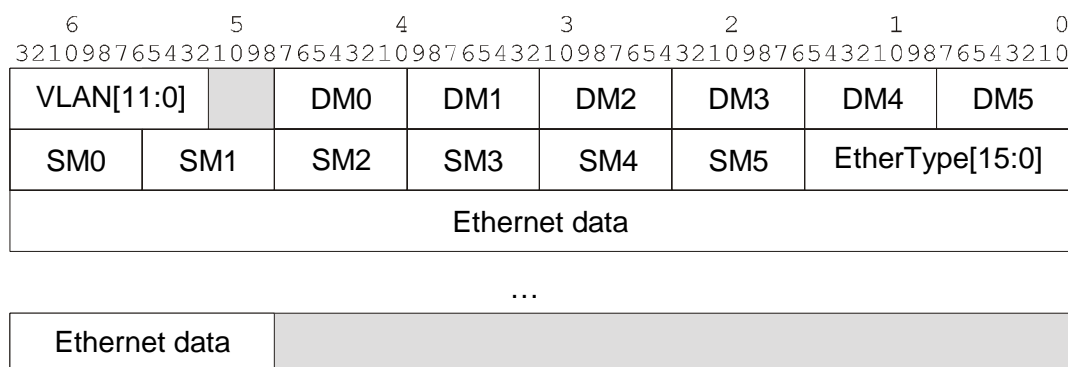 6 5 4 3 2 1 0
3210987654321098765432109876543210987654321098765432109876543210
VLAN[11:0] DM0 DM1 DM2 DM3 DM4 DM5
SM0 SM1 SM2 SM3 SM4 SM5 EtherType[15:0]
Ethernet data
...
Ethernet data